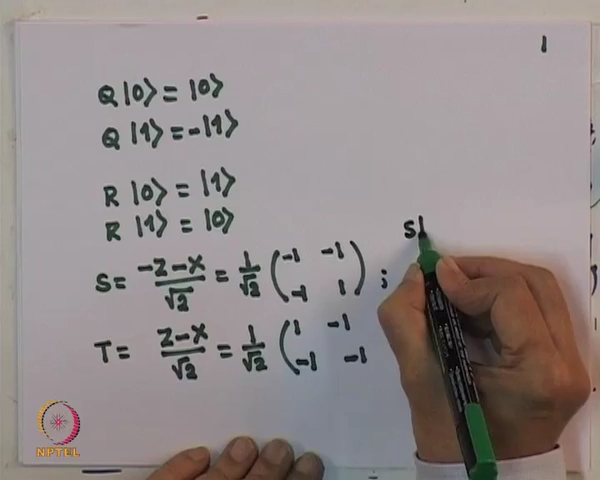 1
Q|0⟩ = |0⟩
Q|1⟩ = -|1⟩
R|0⟩ = |1⟩
R|1⟩ = |0⟩
S|
S = (-Z-X)/√2 = 1/√2 (-1 -1 / -1 1) ;
T = (Z-X)/√2 = 1/√2 (1 -1 / -1 -1
NPTEL